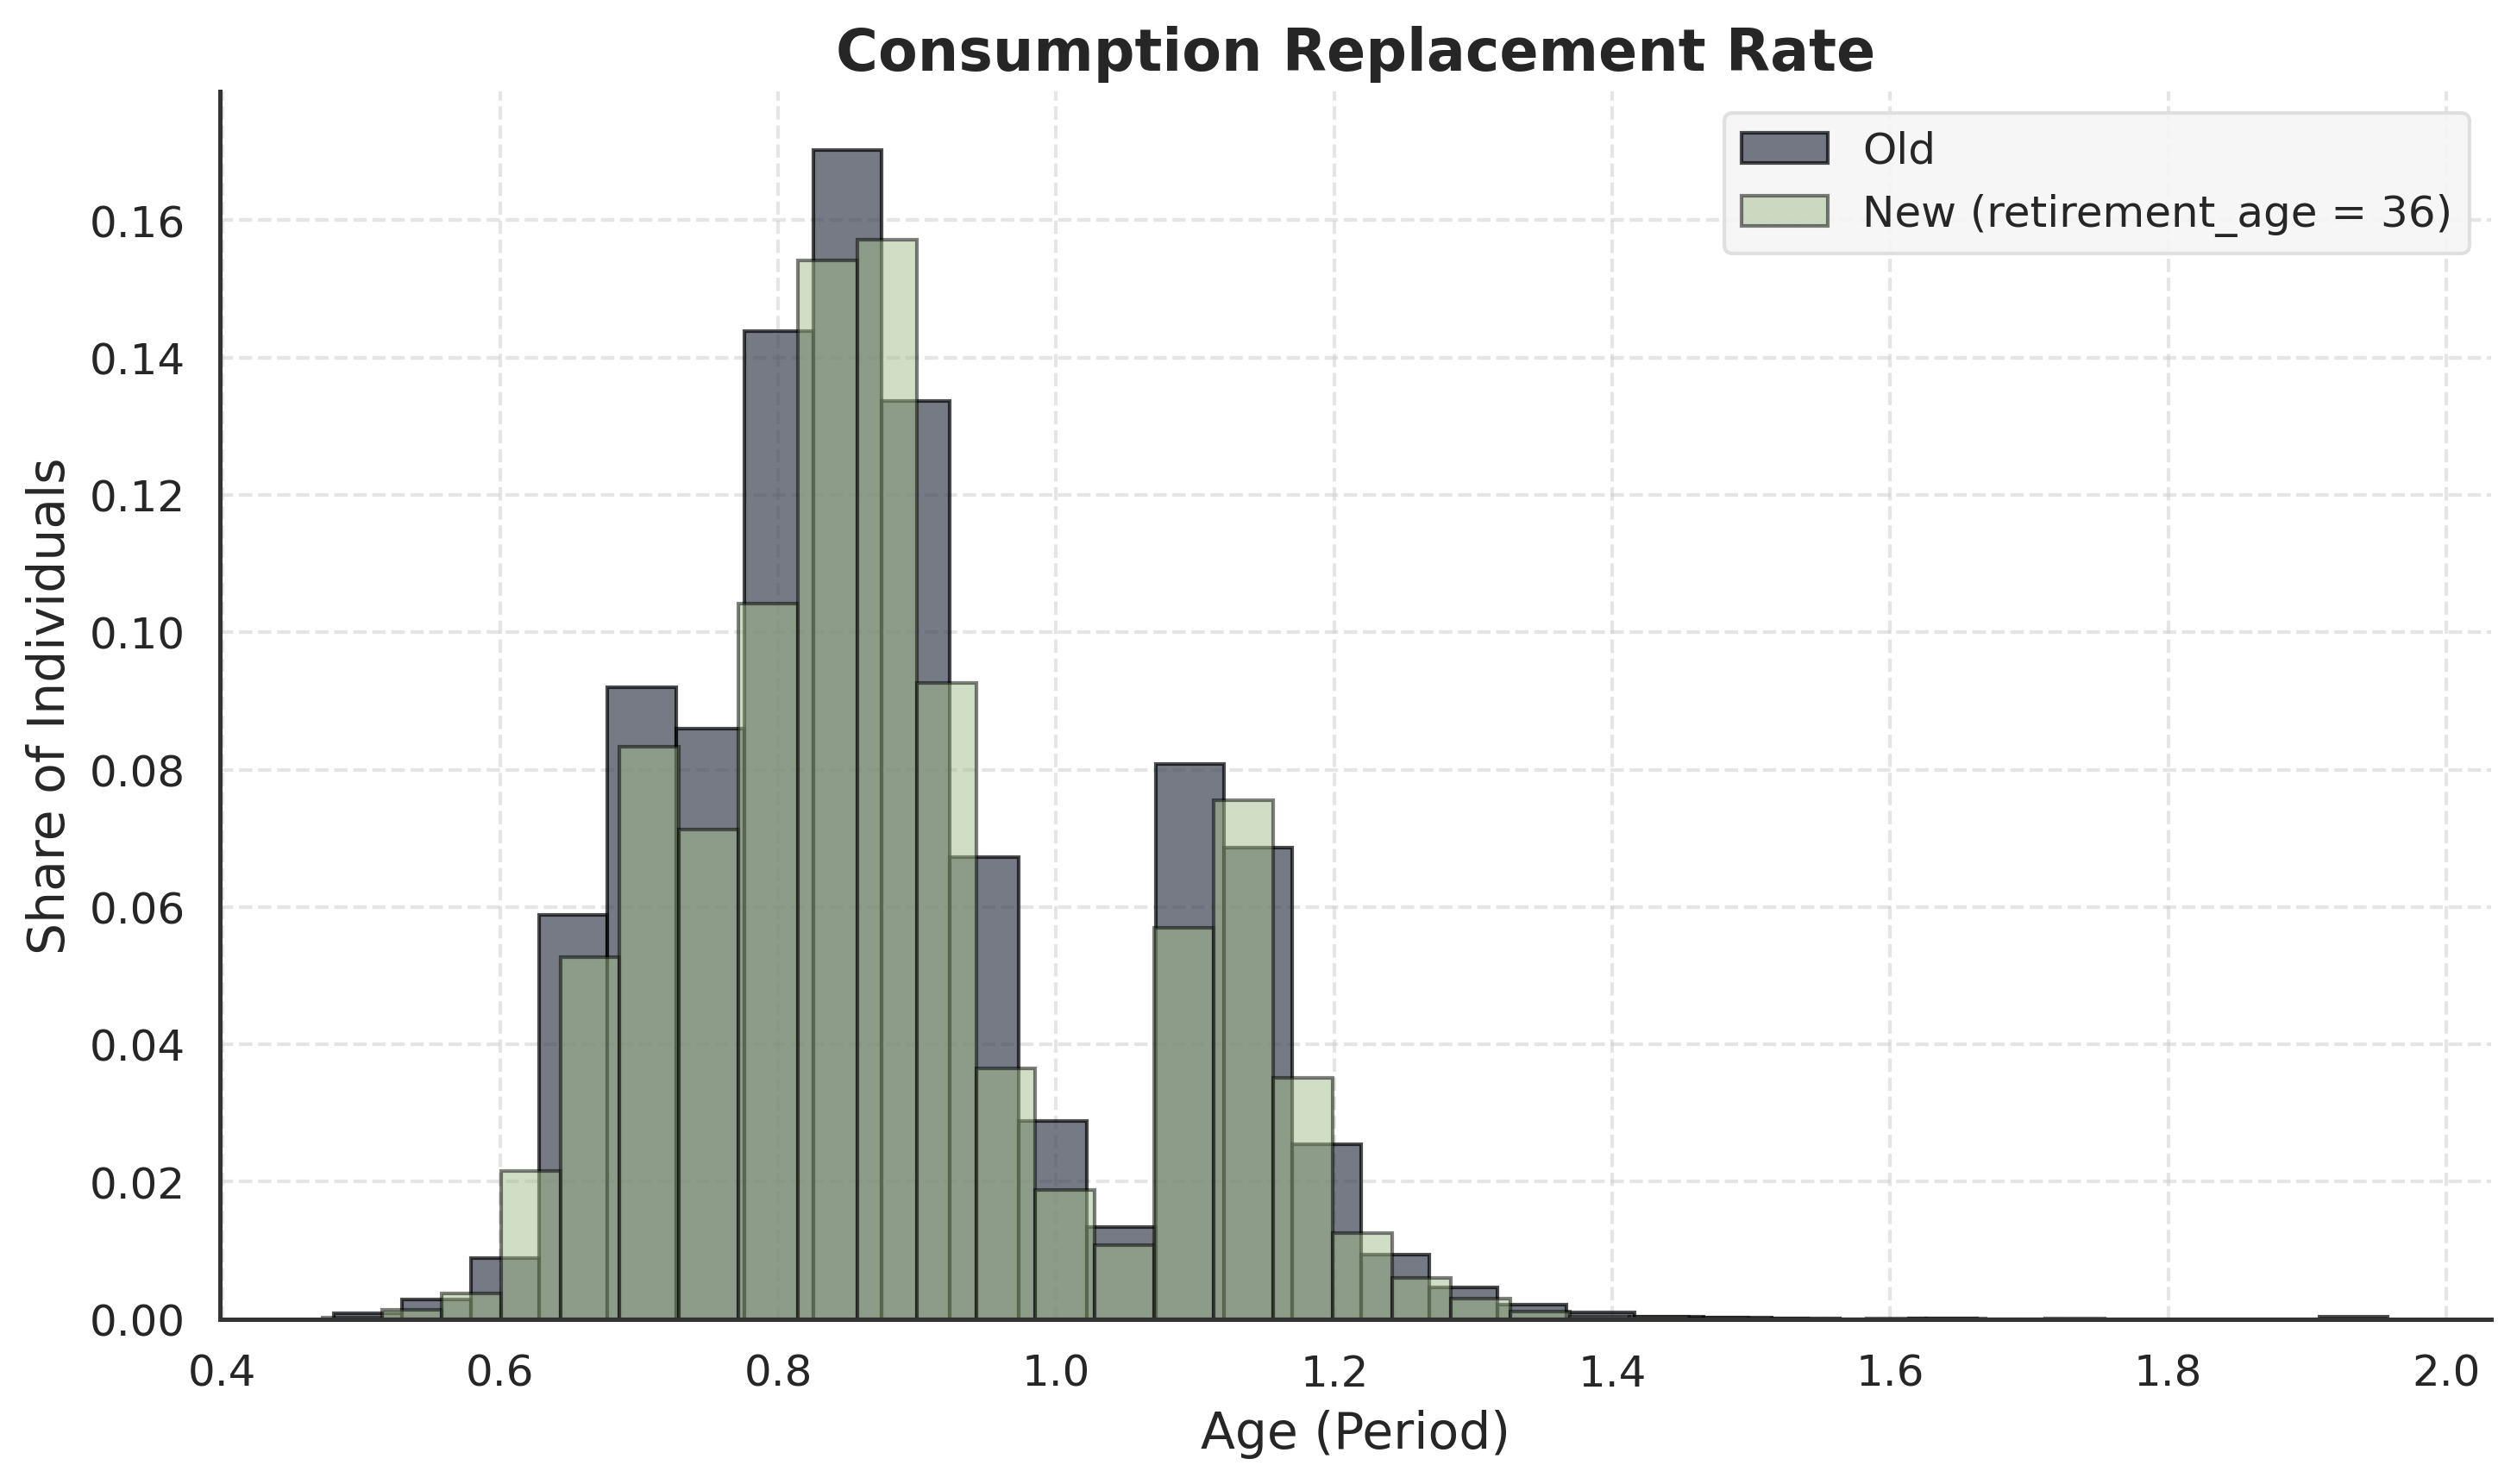 Consumption Replacement Rate
Old
New (retirement_age = 36)
Share of Individuals
0.16
0.14
0.12
0.10
0.08
0.06
0.04
0.02
0.00
0.4 0.6 0.8 1.0 1.2 1.4 1.6 1.8 2.0
Age (Period)